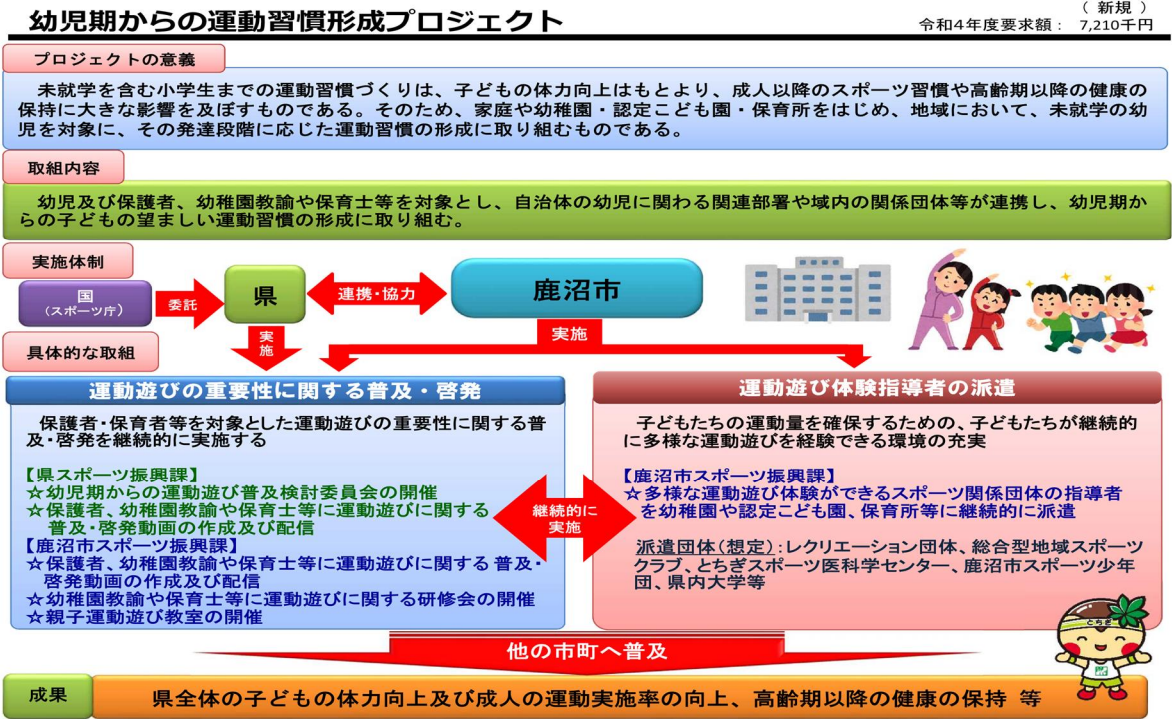 幼児期からの運動習慣形成プロジェクト
（ 新規 ）
令和4年度要求額： 7,210千円
プロジェクトの意義
未就学を含む小学生までの運動習慣づくりは、子どもの体力向上はもとより、成人以降のスポーツ習慣や高齢期以降の健康の
保持に大きな影響を及ぼすものである。そのため、家庭や幼稚園・認定こども園・保育所をはじめ、地域において、未就学の幼
児を対象に、その発達段階に応じた運動習慣の形成に取り組むものである。
取組内容
幼児及び保護者、幼稚園教諭や保育士等を対象とし、自治体の幼児に関わる関連部署や域内の関係団体等が連携し、幼児期か
らの子どもの望ましい運動習慣の形成に取り組む。
実施体制
国
（スポーツ庁）
委託
県
連携・協力
鹿沼市
実施
実施
具体的な取組
運動遊びの重要性に関する普及・啓発
保護者・保育者等を対象とした運動遊びの重要性に関する普
及・啓発を継続的に実施する
【県スポーツ振興課】
☆幼児期からの運動遊び普及検討委員会の開催
☆保護者、幼稚園教諭や保育士等に運動遊びに関する
普及・啓発動画の作成及び配信
【鹿沼市スポーツ振興課】
☆保護者、幼稚園教諭や保育士等に運動遊びに関する普及・
啓発動画の作成及び配信
☆幼稚園教諭や保育士等に運動遊びに関する研修会の開催
☆親子運動遊び教室の開催
継続的に
実施
運動遊び体験指導者の派遣
子どもたちの運動量を確保するための、子どもたちが継続的
に多様な運動遊びを経験できる環境の充実
【鹿沼市スポーツ振興課】
☆多様な運動遊び体験ができるスポーツ関係団体の指導者
を幼稚園や認定こども園、保育所等に継続的に派遣
派遣団体（想定）：レクリエーション団体、総合型地域スポーツ
クラブ、とちぎスポーツ医科学センター、鹿沼市スポーツ少年
団、県内大学等
とちぎ
他の市町へ普及
成果
県全体の子どもの体力向上及び成人の運動実施率の向上、高齢期以降の健康の保持 等